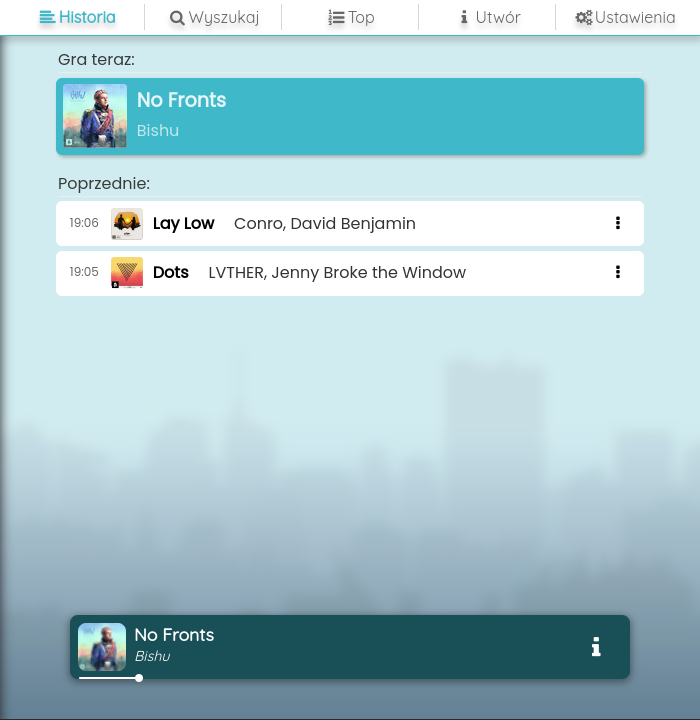 Historia Wyszukaj Top Utwór Ustawienia
Gra teraz:
No Fronts
Bishu
Poprzednie:
19:06 Lay Low Conro, David Benjamin
19:05 Dots LVTHER, Jenny Broke the Window
No Fronts
Bishu